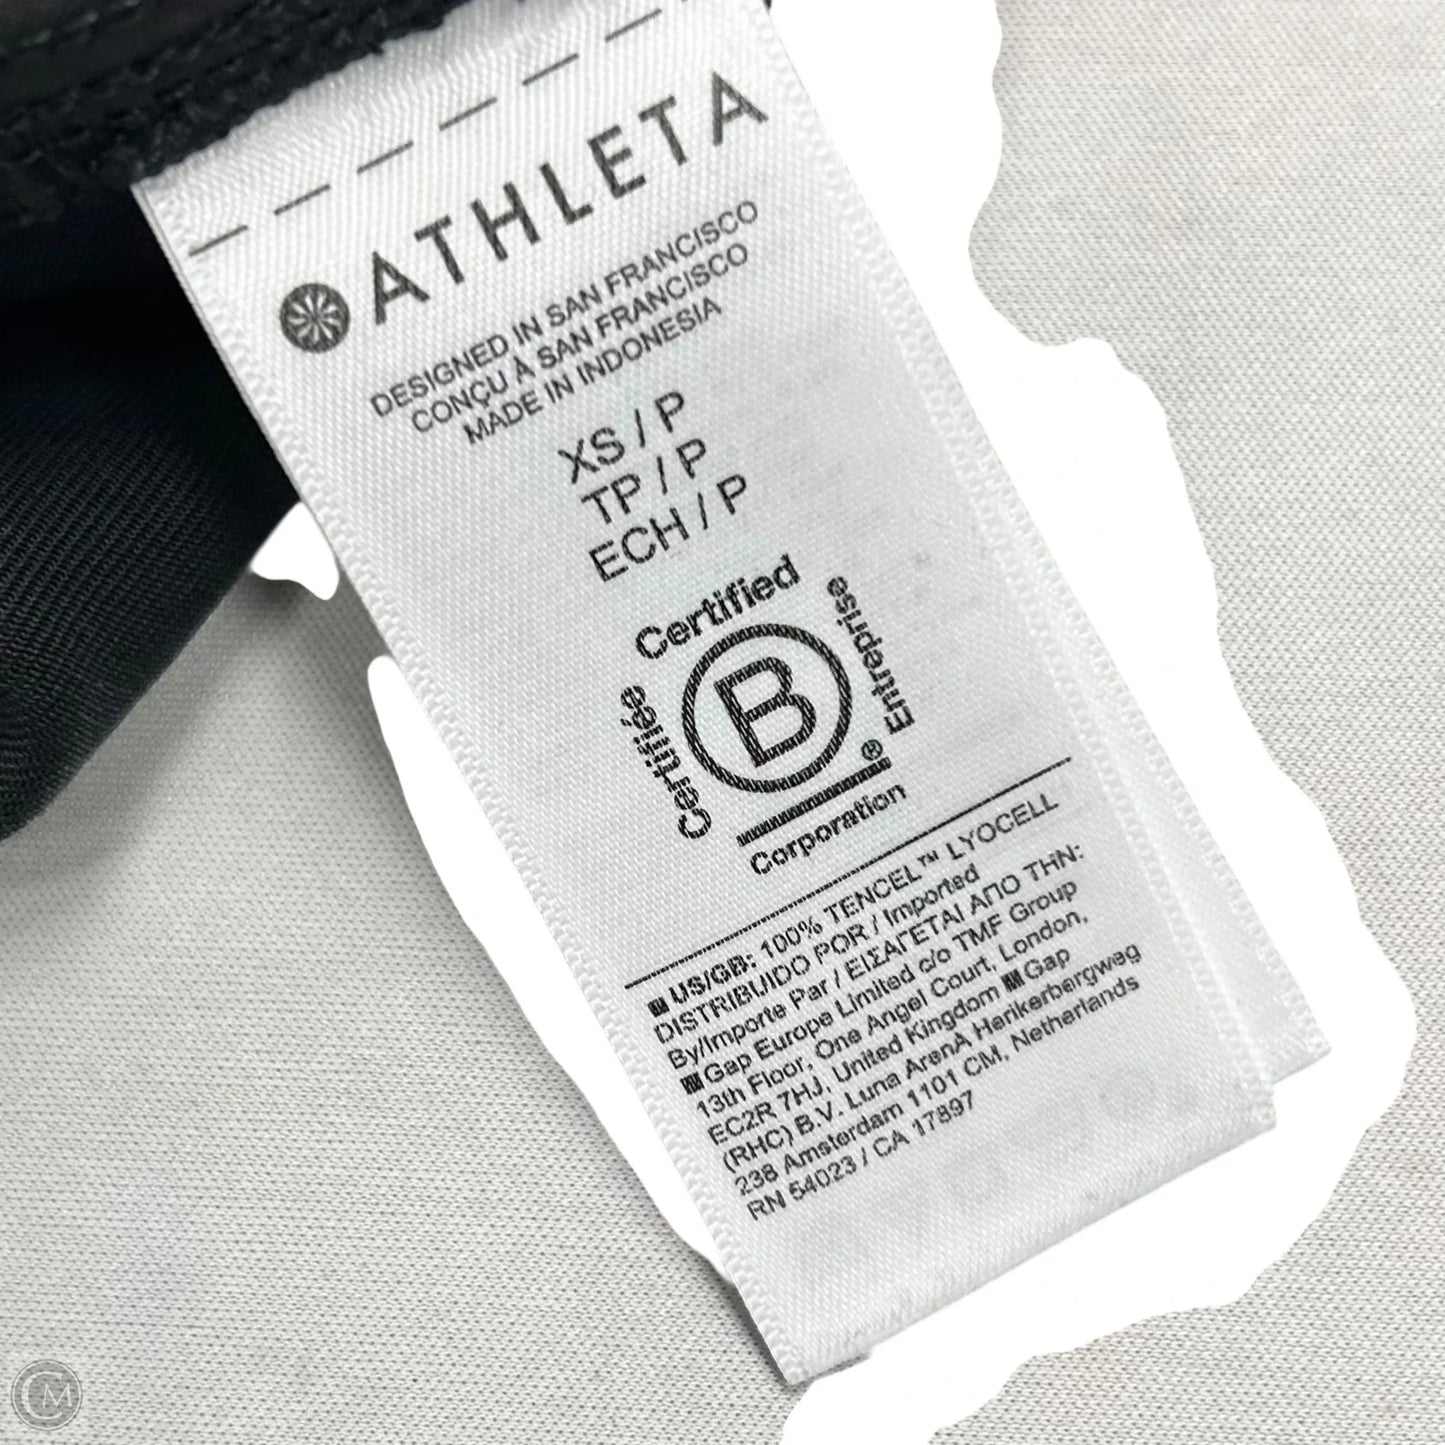 ATHLETA
DESIGNED IN SAN FRANCISCO
CONÇU À SAN FRANCISCO
MADE IN INDONESIA
XS / P
TP / P
ECH / P
Certified
Certifiée
B
Entreprise
®
Corporation
US/GB: 100% TENCEL™ LYOCELL
DISTRIBUIDO POR / Imported
By/Importe Par / ΕΙΣΑΓΕΤΑΙ ΑΠΟ ΤΗΝ:
Gap Europe Limited c/o TMF Group
13th Floor, One Angel Court, London,
EC2R 7HJ, United Kingdom Gap
(RHC) B.V. Luna ArenA Herikerbergweg
238 Amsterdam 1101 CM, Netherlands
RN 54023 / CA 17897
CM